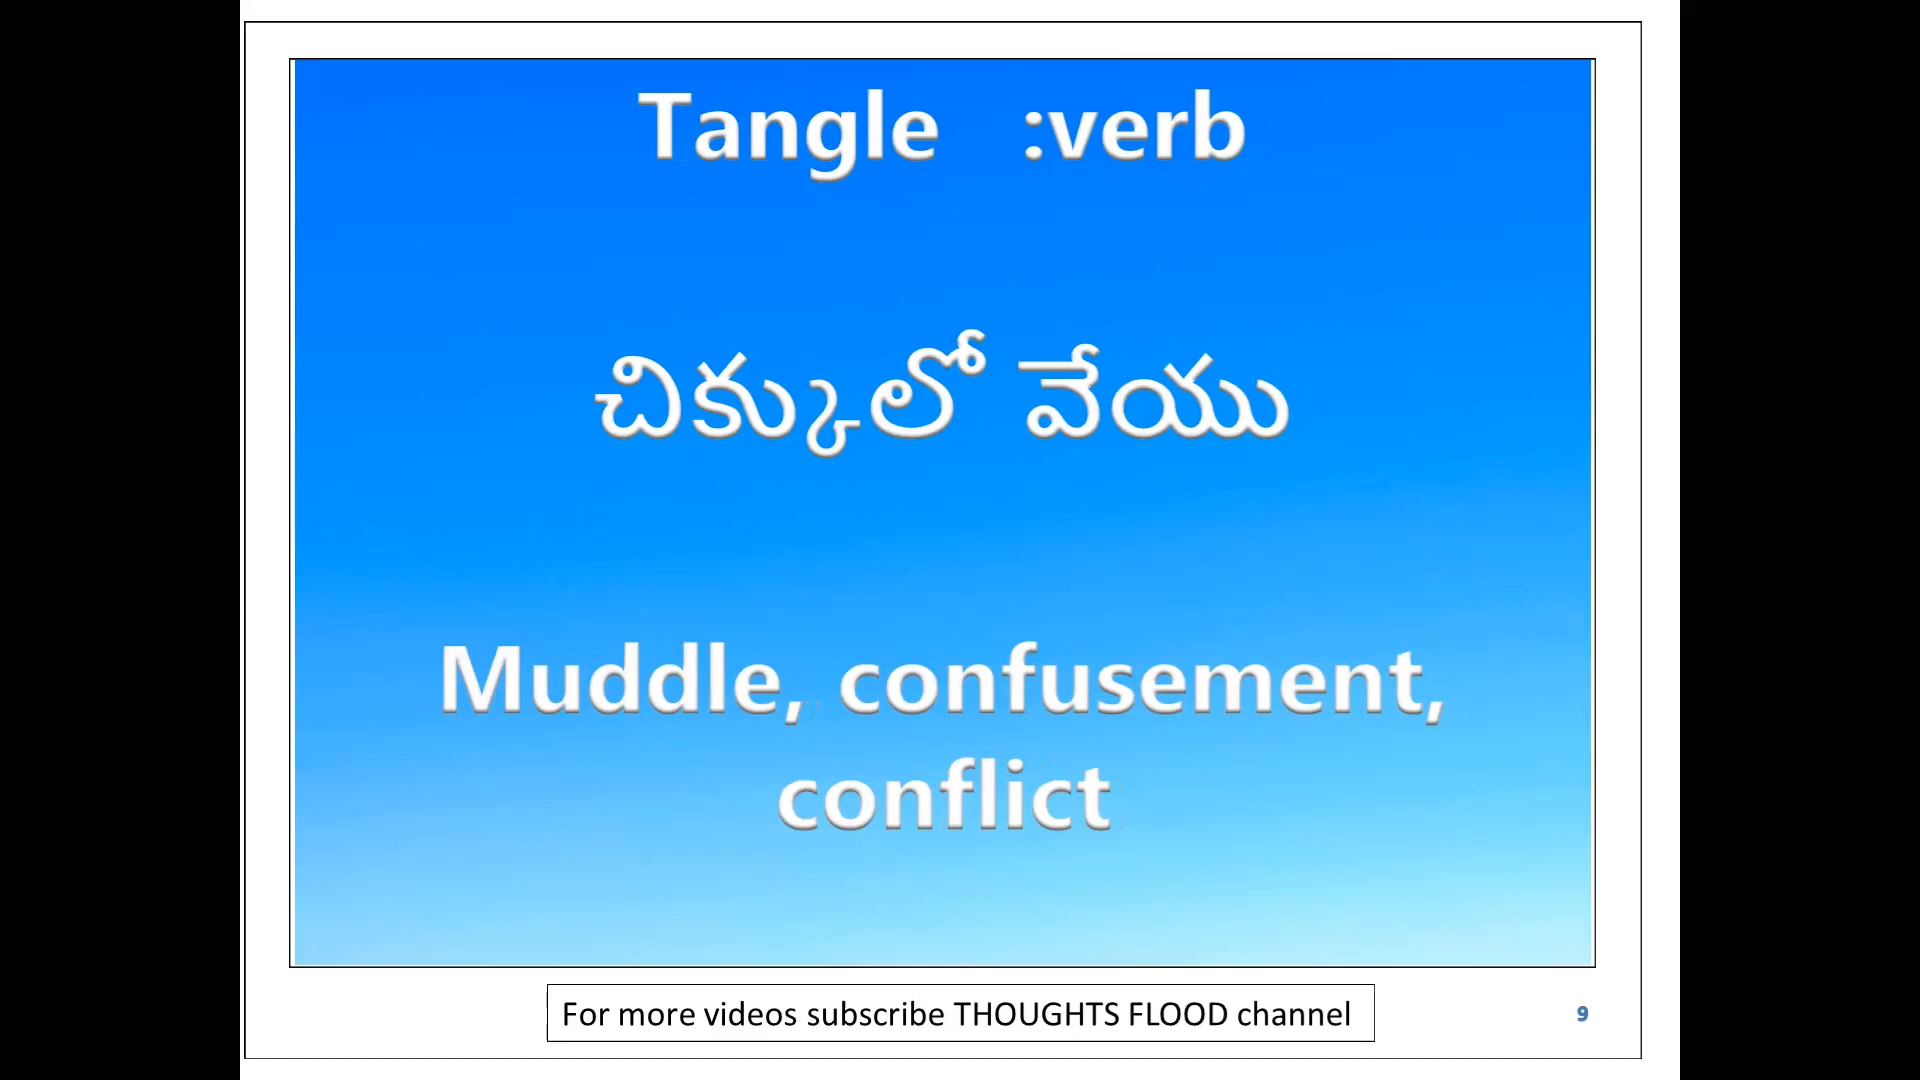 Tangle :verb
చిక్కులో వేయు
Muddle, confusement,
conflict
For more videos subscribe THOUGHTS FLOOD channel
9